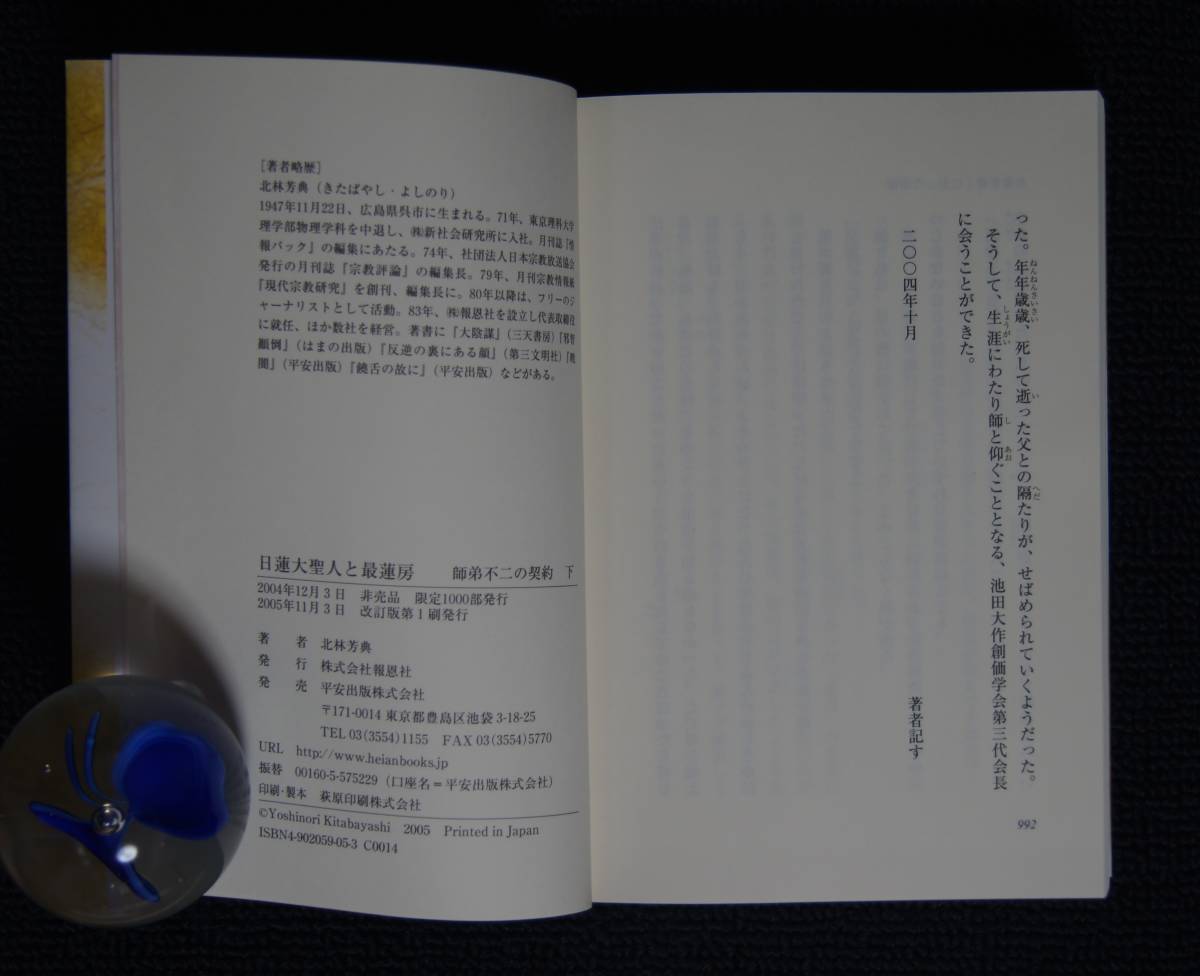 った。年年歳歳、死して逝った父との隔たりが、せばめられていくようだった。
そうして、生涯にわたり師と仰ぐこととなる、池田大作創価学会第三代会長
に会うことができた。
二〇〇四年十月
著者記す
992
［著者略歴］
北林芳典（きたばやし・よしのり）
1947年11月22日、広島県呉市に生まれる。71年、東京理科大学
理学部物理学科を中退し、㈱新社会研究所に入社。月刊誌『情
報パック』の編集にあたる。74年、社団法人日本宗教放送協会
発行の月刊誌『宗教評論』の編集長。79年、月刊宗教情報紙
『現代宗教研究』を創刊、編集長に。80年以降は、フリーのジ
ャーナリストとして活動。83年、㈱報恩社を設立し代表取締役
に就任、ほか数社を経営。著書に『大陰謀』（三天書房）『邪智
顚倒』（はまの出版）『反逆の裏にある顔』（第三文明社）『暁
闇』（平安出版）『饒舌の故に』（平安出版）などがある。
日蓮大聖人と最蓮房　師弟不二の契約　下
2004年12月3日　非売品　限定1000部発行
2005年11月3日　改訂版第1刷発行
著　者　北林芳典
発　行　株式会社報恩社
発　売　平安出版株式会社
〒171-0014 東京都豊島区池袋3-18-25
TEL 03(3554)1155　FAX 03(3554)5770
URL　http://www.heianbooks.jp
振替　00160-5-575229（口座名＝平安出版株式会社）
印刷・製本　萩原印刷株式会社
©Yoshinori Kitabayashi　2005　Printed in Japan
ISBN4-902059-05-3 C0014